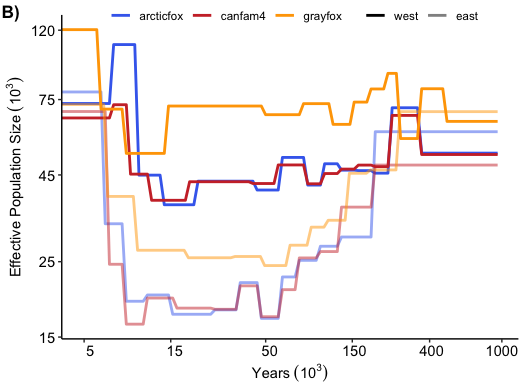 B)
arcticfox canfam4 grayfox west east
120
75
45
25
15
Effective Population Size (10³)
5 15 50 150 400 1000
Years (10³)